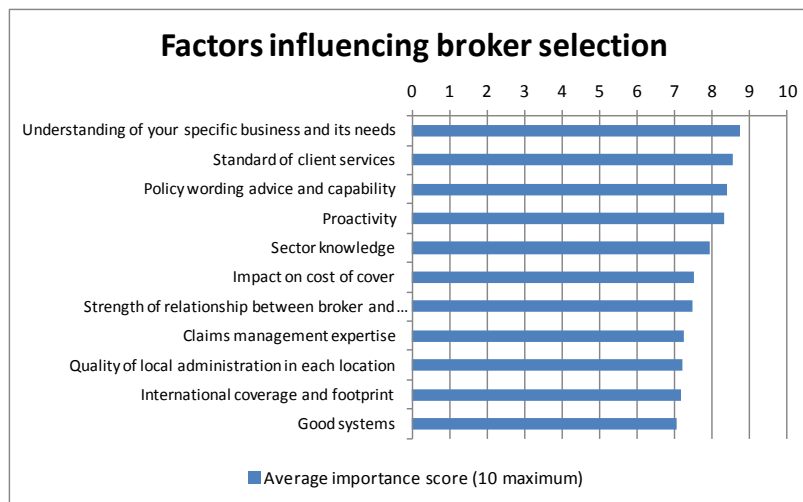 Factors influencing broker selection
0 1 2 3 4 5 6 7 8 9 10
Understanding of your specific business and its needs
Standard of client services
Policy wording advice and capability
Proactivity
Sector knowledge
Impact on cost of cover
Strength of relationship between broker and ...
Claims management expertise
Quality of local administration in each location
International coverage and footprint
Good systems
Average importance score (10 maximum)